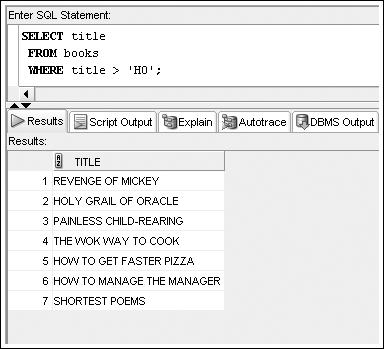 Enter SQL Statement:
SELECT title
FROM books
WHERE title > 'HO';
Results Script Output Explain Autotrace DBMS Output
Results:
TITLE
1 REVENGE OF MICKEY
2 HOLY GRAIL OF ORACLE
3 PAINLESS CHILD-REARING
4 THE WOK WAY TO COOK
5 HOW TO GET FASTER PIZZA
6 HOW TO MANAGE THE MANAGER
7 SHORTEST POEMS